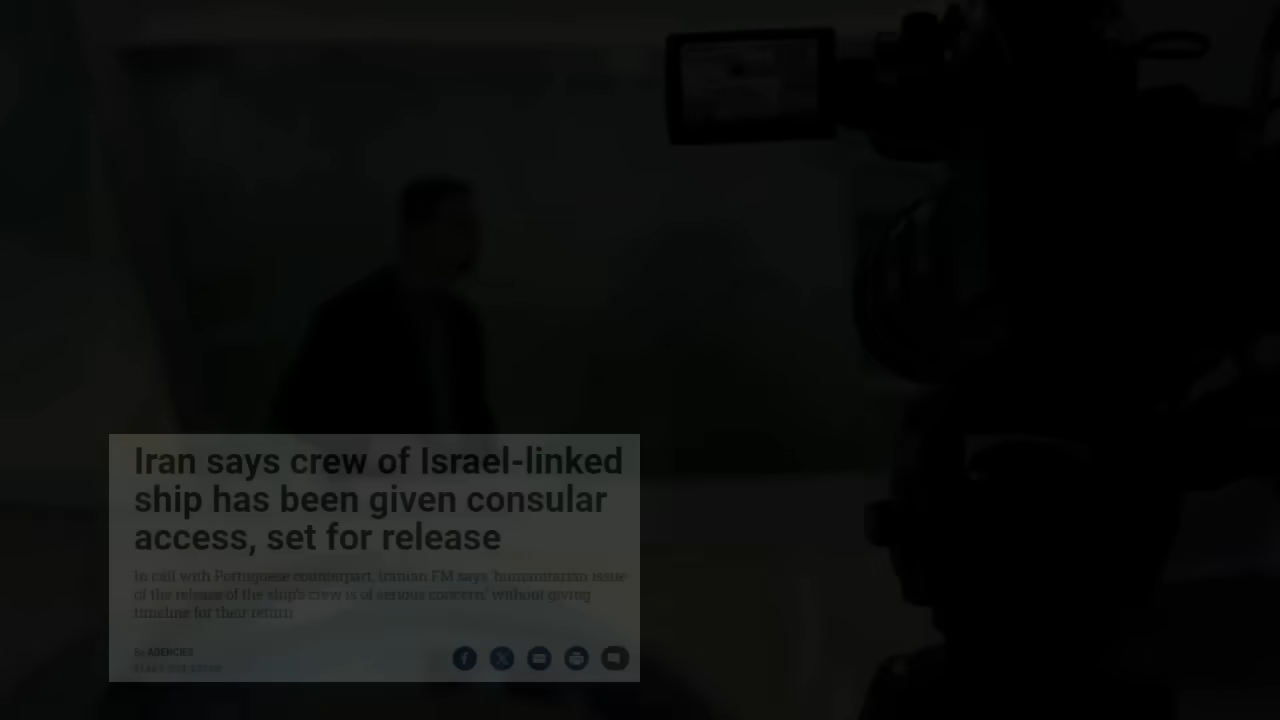 Iran says crew of Israel-linked
ship has been given consular
access, set for release
In call with Portuguese counterpart, Iranian FM says 'humanitarian issue
of the release of the ship's crew is of serious concern,' without giving
timeline for their return
By AGENCIES